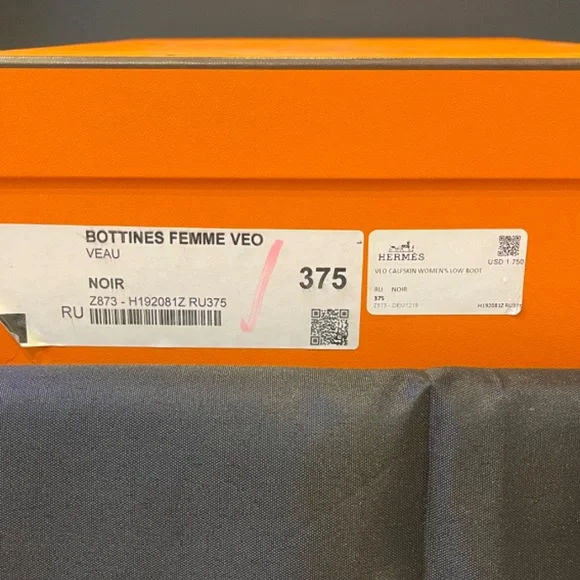 BOTTINES FEMME VEO
VEAU
NOIR
375
Z873 - H192081Z RU375
RU
HERMÈS
USD 1 750
VEO CALFSKIN WOMEN'S LOW BOOT
RU NOIR
375
H192081Z RU375